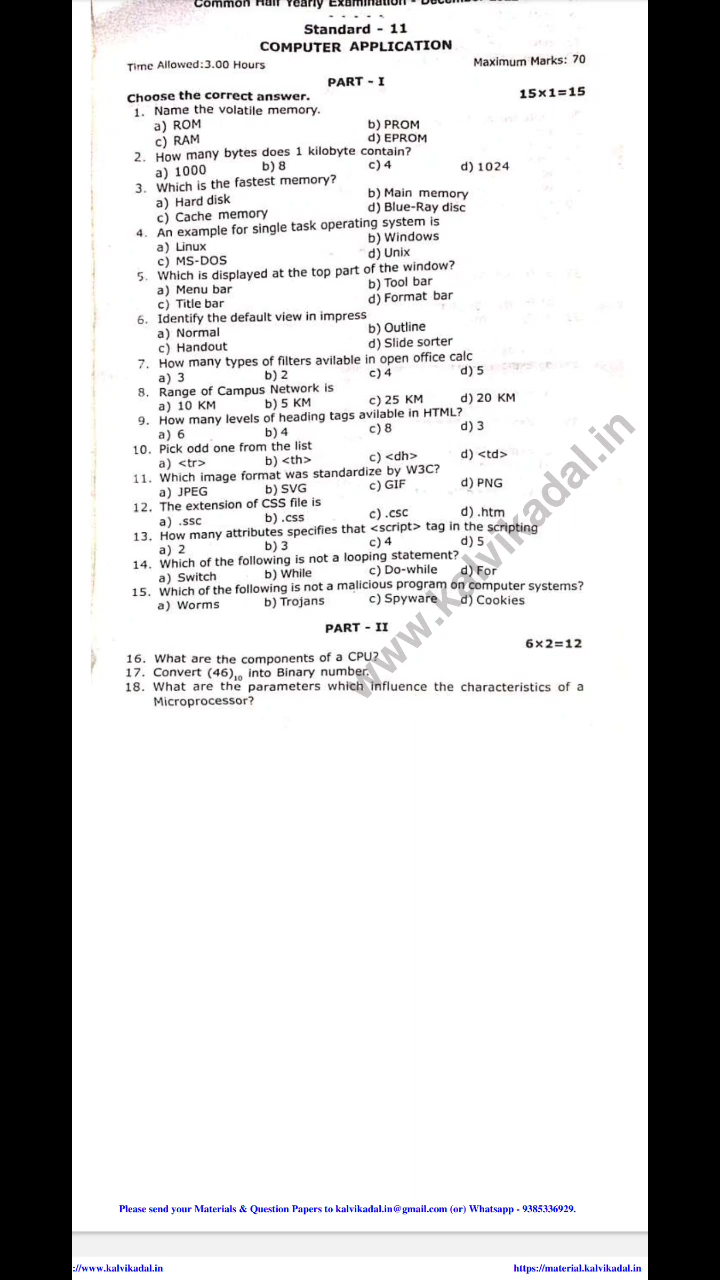 Common Half Yearly Examination - December
- - - - -
Standard - 11
COMPUTER APPLICATION
Time Allowed:3.00 Hours Maximum Marks: 70
PART - I
Choose the correct answer. 15×1=15
1. Name the volatile memory.
a) ROM b) PROM
c) RAM d) EPROM
2. How many bytes does 1 kilobyte contain?
a) 1000 b) 8 c) 4 d) 1024
3. Which is the fastest memory?
a) Hard disk b) Main memory
c) Cache memory d) Blue-Ray disc
4. An example for single task operating system is
a) Linux b) Windows
c) MS-DOS d) Unix
5. Which is displayed at the top part of the window?
a) Menu bar b) Tool bar
c) Title bar d) Format bar
6. Identify the default view in impress
a) Normal b) Outline
c) Handout d) Slide sorter
7. How many types of filters avilable in open office calc
a) 3 b) 2 c) 4 d) 5
8. Range of Campus Network is
a) 10 KM b) 5 KM c) 25 KM d) 20 KM
9. How many levels of heading tags avilable in HTML?
a) 6 b) 4 c) 8 d) 3
10. Pick odd one from the list
a) <tr> b) <th> c) <dh> d) <td>
11. Which image format was standardize by W3C?
a) JPEG b) SVG c) GIF d) PNG
12. The extension of CSS file is
a) .ssc b) .css c) .csc d) .htm
13. How many attributes specifies that <script> tag in the scripting
a) 2 b) 3 c) 4 d) 5
14. Which of the following is not a looping statement?
a) Switch b) While c) Do-while d) For
15. Which of the following is not a malicious program on computer systems?
a) Worms b) Trojans c) Spyware d) Cookies
PART - II
6×2=12
16. What are the components of a CPU?
17. Convert (46)₁₀ into Binary number.
18. What are the parameters which influence the characteristics of a
Microprocessor?
www.kalvikadal.in
Please send your Materials & Question Papers to kalvikadal.in@gmail.com (or) Whatsapp - 9385336929.
://www.kalvikadal.in https://material.kalvikadal.in